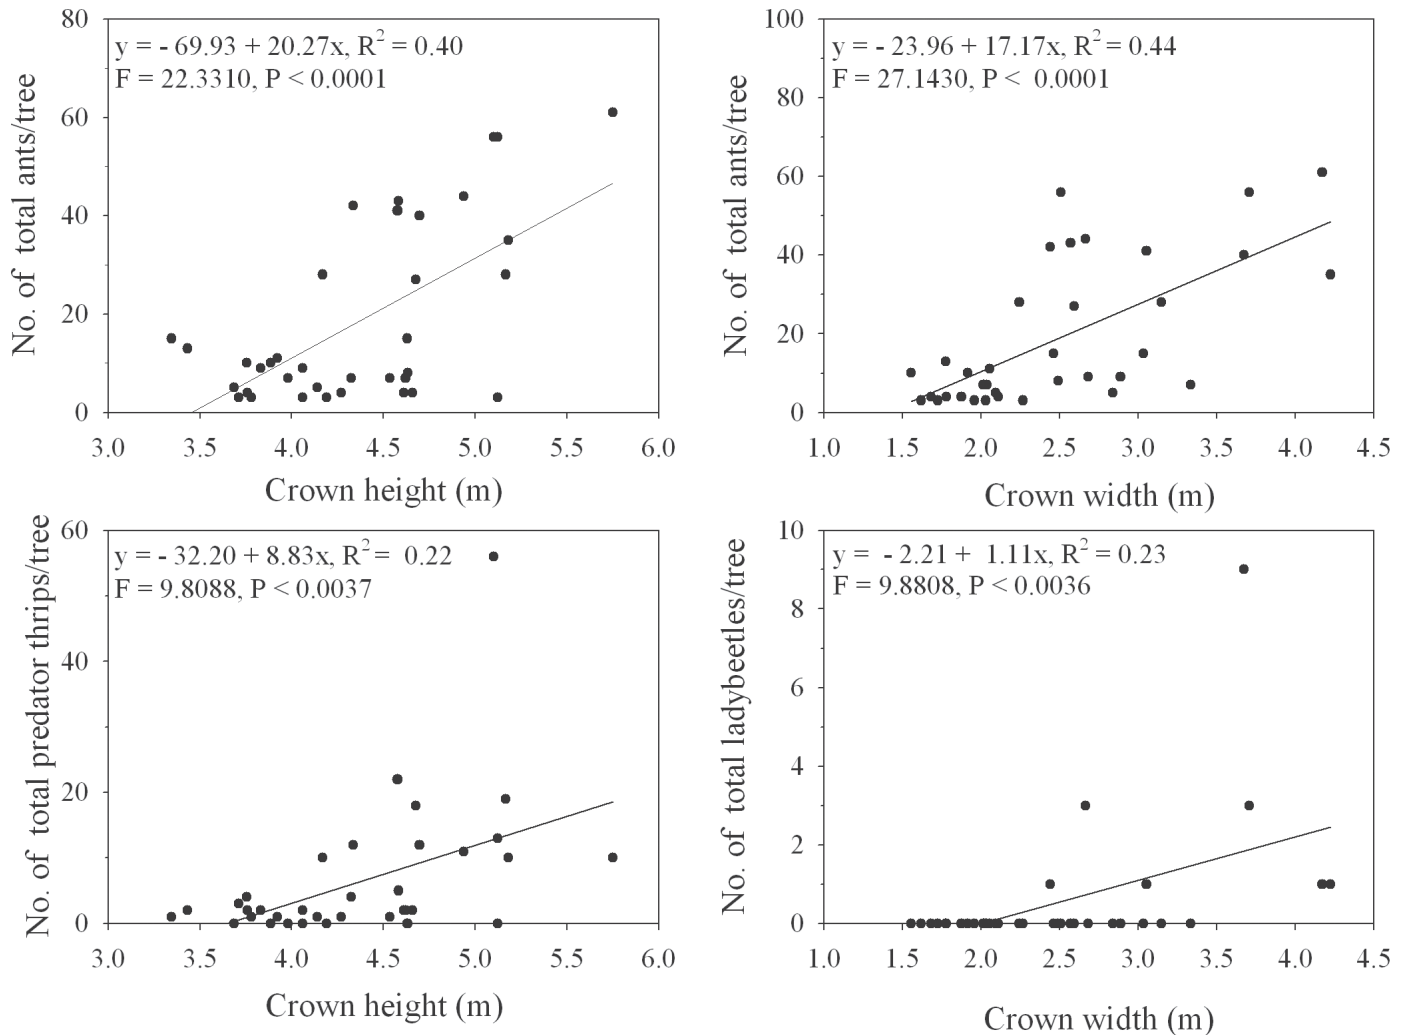 y = - 69.93 + 20.27x, R² = 0.40
F = 22.3310, P < 0.0001
No. of total ants/tree
80
60
40
20
0
3.0 3.5 4.0 4.5 5.0 5.5 6.0
Crown height (m)
y = - 23.96 + 17.17x, R² = 0.44
F = 27.1430, P < 0.0001
No. of total ants/tree
100
80
60
40
20
0
1.0 1.5 2.0 2.5 3.0 3.5 4.0 4.5
Crown width (m)
y = - 32.20 + 8.83x, R² = 0.22
F = 9.8088, P < 0.0037
No. of total predator thrips/tree
60
40
20
0
3.0 3.5 4.0 4.5 5.0 5.5 6.0
Crown height (m)
y = - 2.21 + 1.11x, R² = 0.23
F = 9.8808, P < 0.0036
No. of total ladybeetles/tree
10
8
6
4
2
0
1.0 1.5 2.0 2.5 3.0 3.5 4.0 4.5
Crown width (m)